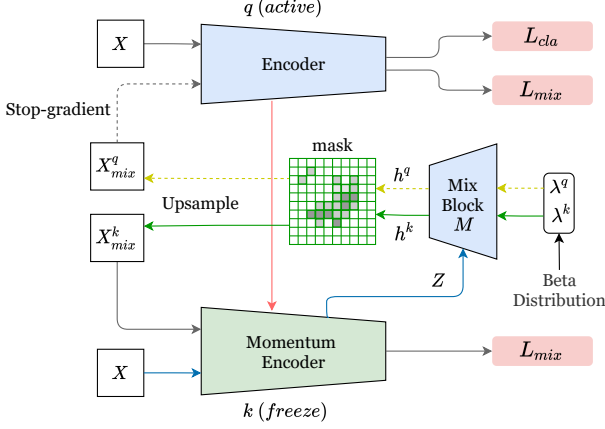 q (active)
X
Encoder
L_cla
L_mix
Stop-gradient
mask
X^q_mix
h^q
Mix
Block
M
λ^q
λ^k
Upsample
X^k_mix
h^k
Z
Beta
Distribution
Momentum
Encoder
L_mix
X
k (freeze)